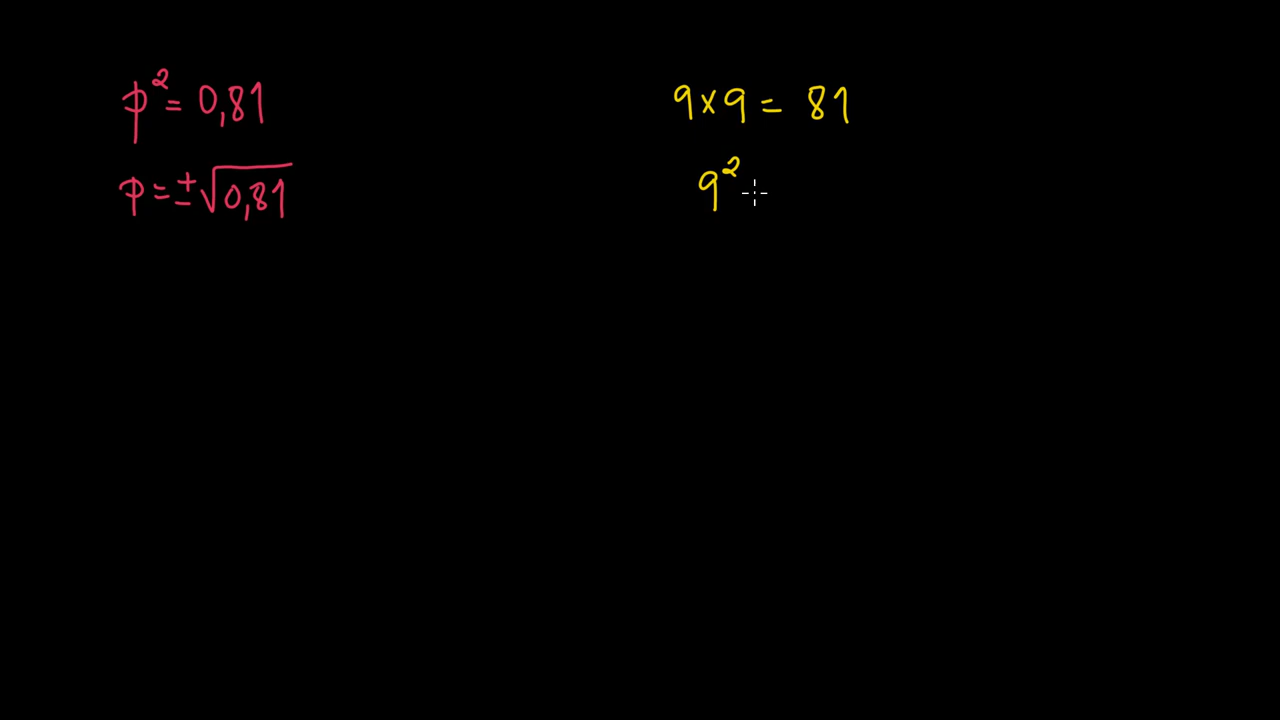 p² = 0,81
p = ±√0,81
9 × 9 = 81
9²